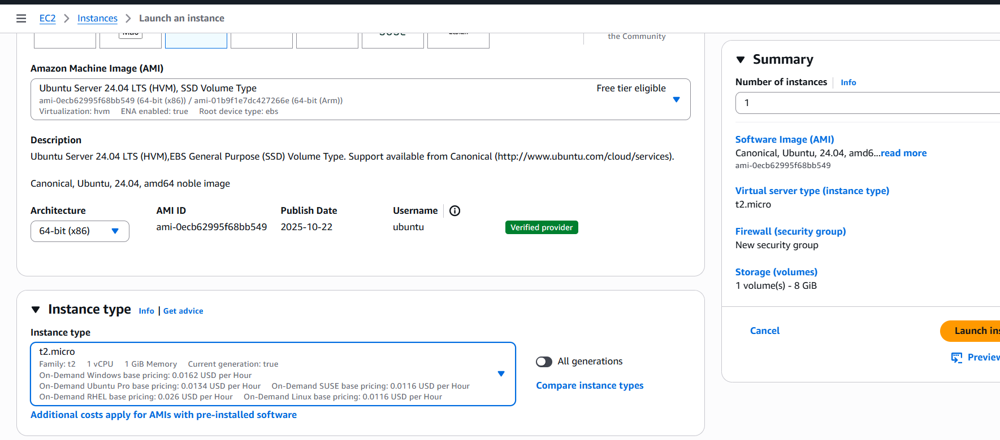 EC2 > Instances > Launch an instance
Mac
SUSE
debian
the Community
Amazon Machine Image (AMI)
Ubuntu Server 24.04 LTS (HVM), SSD Volume Type
Free tier eligible
ami-0ecb62995f68bb549 (64-bit (x86)) / ami-01b9f1e7dc427266e (64-bit (Arm))
Virtualization: hvm ENA enabled: true Root device type: ebs
Description
Ubuntu Server 24.04 LTS (HVM),EBS General Purpose (SSD) Volume Type. Support available from Canonical (http://www.ubuntu.com/cloud/services).
Canonical, Ubuntu, 24.04, amd64 noble image
Architecture AMI ID Publish Date Username
64-bit (x86) ami-0ecb62995f68bb549 2025-10-22 ubuntu Verified provider
Instance type Info | Get advice
Instance type
t2.micro
Family: t2 1 vCPU 1 GiB Memory Current generation: true
On-Demand Windows base pricing: 0.0162 USD per Hour
On-Demand Ubuntu Pro base pricing: 0.0134 USD per Hour On-Demand SUSE base pricing: 0.0116 USD per Hour
On-Demand RHEL base pricing: 0.026 USD per Hour On-Demand Linux base pricing: 0.0116 USD per Hour
All generations
Compare instance types
Additional costs apply for AMIs with pre-installed software
Summary
Number of instances Info
1
Software Image (AMI)
Canonical, Ubuntu, 24.04, amd6...read more
ami-0ecb62995f68bb549
Virtual server type (instance type)
t2.micro
Firewall (security group)
New security group
Storage (volumes)
1 volume(s) - 8 GiB
Cancel
Launch ins
Preview